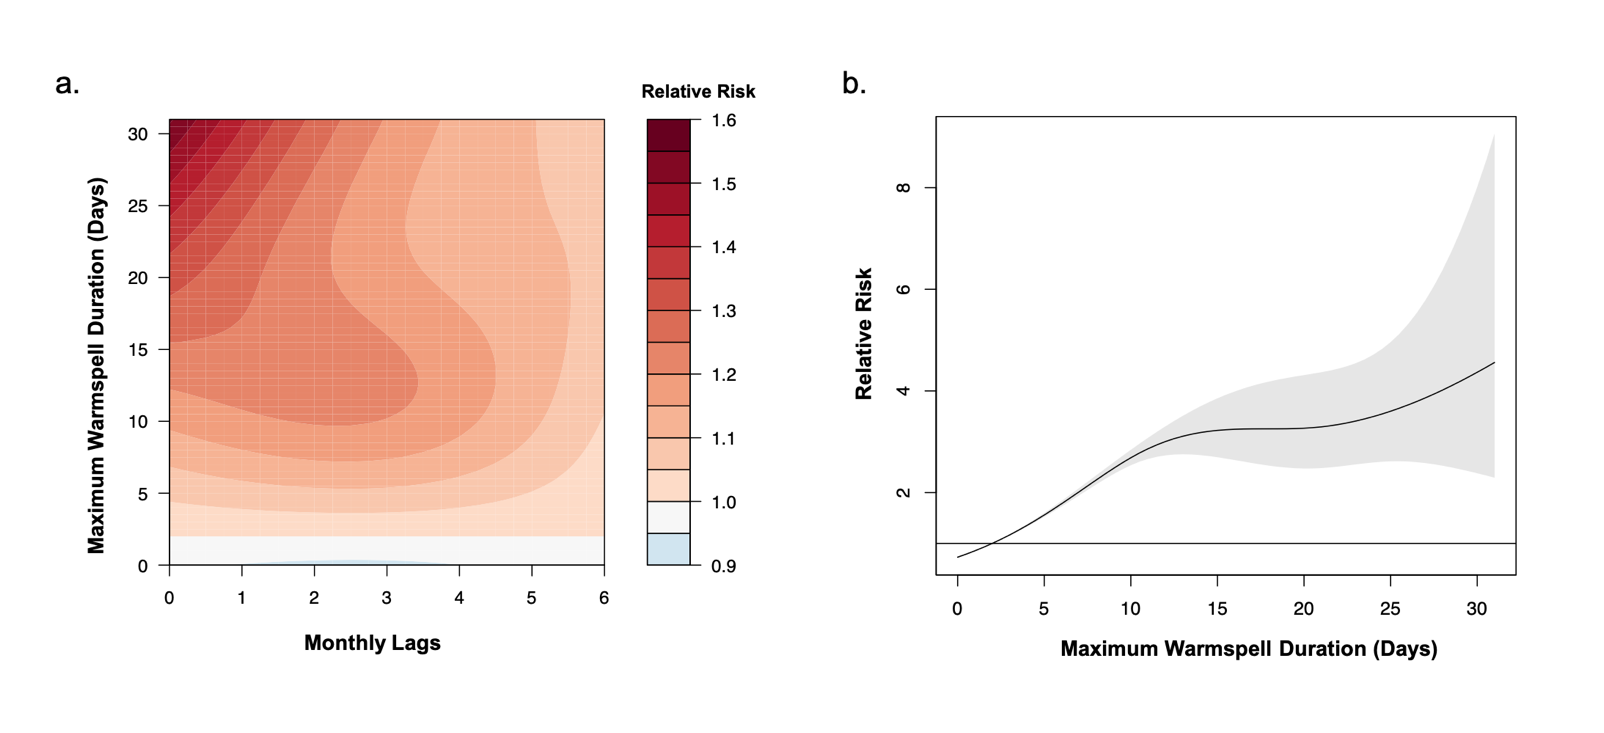 a.
Relative Risk
30
25
20
15
10
5
0
Maximum Warmspell Duration (Days)
0 1 2 3 4 5 6
Monthly Lags
1.6
1.5
1.4
1.3
1.2
1.1
1.0
0.9
b.
8
6
4
2
Relative Risk
0 5 10 15 20 25 30
Maximum Warmspell Duration (Days)